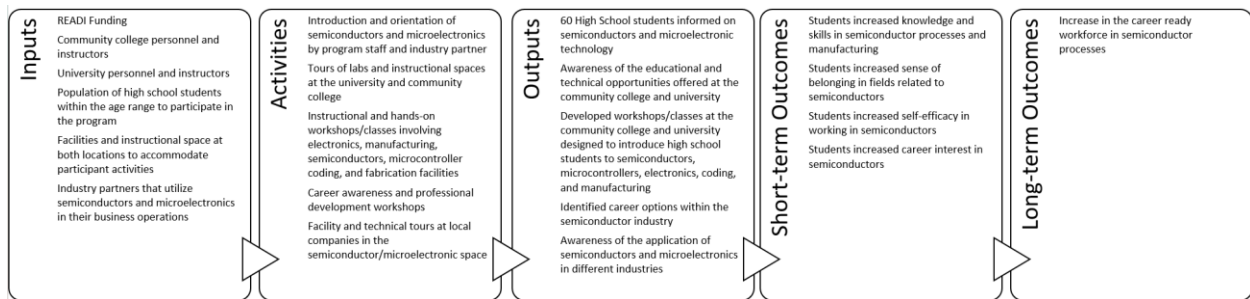 Inputs
READI Funding
Community college personnel and
instructors
University personnel and instructors
Population of high school students
within the age range to participate in
the program
Facilities and instructional space at
both locations to accommodate
participant activities
Industry partners that utilize
semiconductors and microelectronics
in their business operations
Activities
Introduction and orientation of
semiconductors and microelectronics
by program staff and industry partner
Tours of labs and instructional spaces
at the university and community
college
Instructional and hands-on
workshops/classes involving
electronics, manufacturing,
semiconductors, microcontroller
coding, and fabrication facilities
Career awareness and professional
development workshops
Facility and technical tours at local
companies in the
semiconductor/microelectronic space
Outputs
60 High School students informed on
semiconductors and microelectronic
technology
Awareness of the educational and
technical opportunities offered at the
community college and university
Developed workshops/classes at the
community college and university
designed to introduce high school
students to semiconductors,
microcontrollers, electronics, coding,
and manufacturing
Identified career options within the
semiconductor industry
Awareness of the application of
semiconductors and microelectronics
in different industries
Short-term Outcomes
Students increased knowledge and
skills in semiconductor processes and
manufacturing
Students increased sense of
belonging in fields related to
semiconductors
Students increased self-efficacy in
working in semiconductors
Students increased career interest in
semiconductors
Long-term Outcomes
Increase in the career ready
workforce in semiconductor
processes